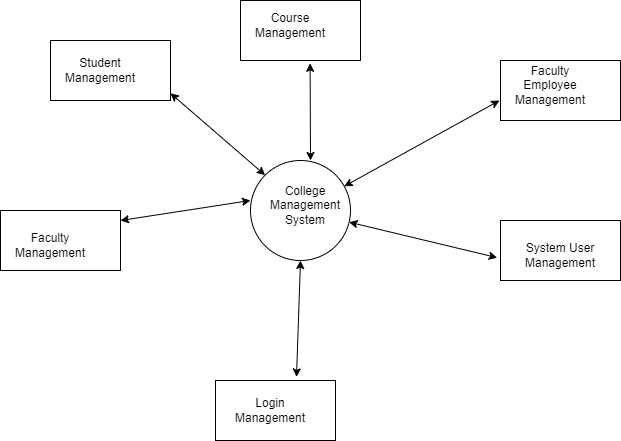 Course
Management
Student
Management
Faculty
Employee
Management
College
Management
System
Faculty
Management
System User
Management
Login
Management